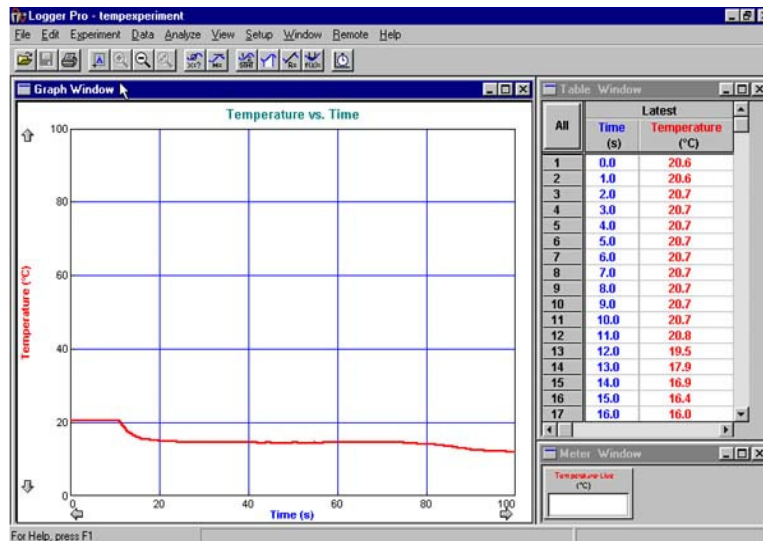 Logger Pro - tempexperiment
File Edit Experiment Data Analyze View Setup Window Remote Help
Graph Window
Temperature vs. Time
100
80
60
40
20
0
Temperature (°C)
0 20 40 60 80 100
Time (s)
Table Window
Latest
All Time Temperature
(s) (°C)
1 0.0 20.6
2 1.0 20.6
3 2.0 20.7
4 3.0 20.7
5 4.0 20.7
6 5.0 20.7
7 6.0 20.7
8 7.0 20.7
9 8.0 20.7
10 9.0 20.7
11 10.0 20.7
12 11.0 20.8
13 12.0 19.5
14 13.0 17.9
15 14.0 16.9
16 15.0 16.4
17 16.0 16.0
Meter Window
Temperature Live
(°C)
For Help, press F1